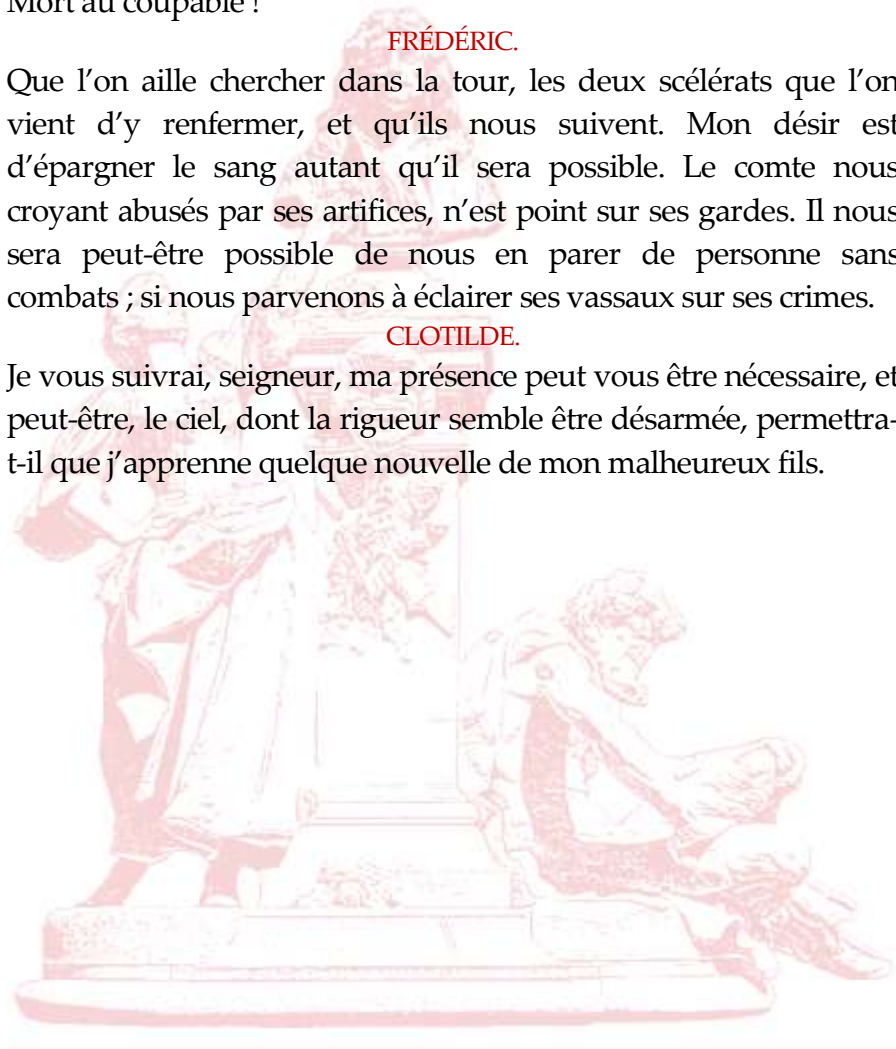 Mort au coupable !
FRÉDÉRIC.
Que l’on aille chercher dans la tour, les deux scélérats que l’on
vient d’y renfermer, et qu’ils nous suivent. Mon désir est
d’épargner le sang autant qu’il sera possible. Le comte nous
croyant abusés par ses artifices, n’est point sur ses gardes. Il nous
sera peut-être possible de nous en parer de personne sans
combats ; si nous parvenons à éclairer ses vassaux sur ses crimes.
CLOTILDE.
Je vous suivrai, seigneur, ma présence peut vous être nécessaire, et
peut-être, le ciel, dont la rigueur semble être désarmée, permettra-
t-il que j’apprenne quelque nouvelle de mon malheureux fils.